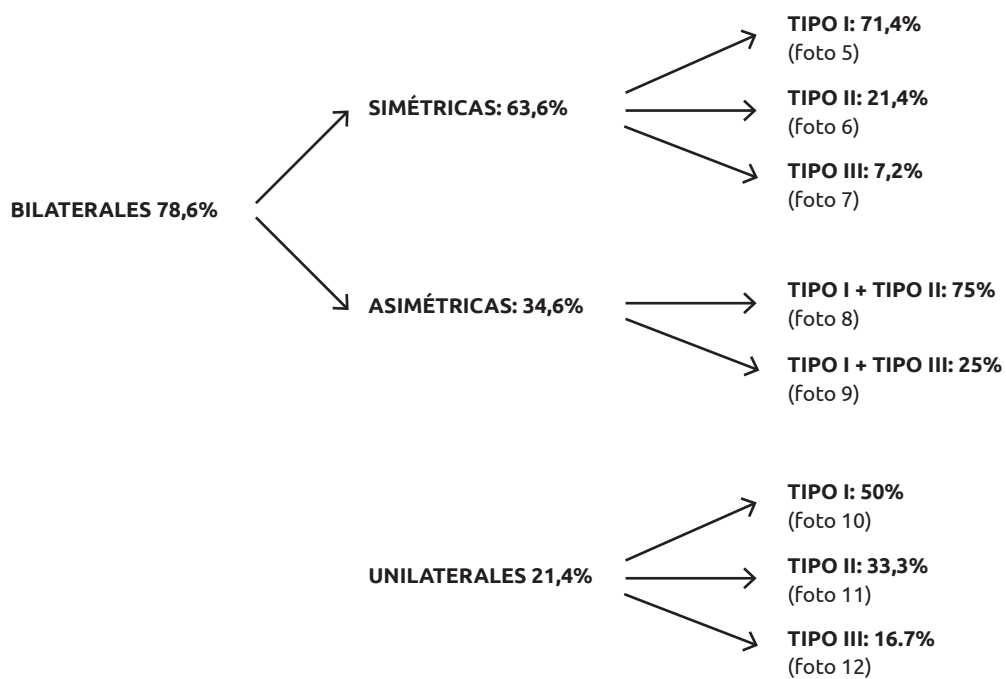 BILATERALES 78,6%
SIMÉTRICAS: 63,6%
TIPO I: 71,4%
(foto 5)
TIPO II: 21,4%
(foto 6)
TIPO III: 7,2%
(foto 7)
ASIMÉTRICAS: 34,6%
TIPO I + TIPO II: 75%
(foto 8)
TIPO I + TIPO III: 25%
(foto 9)
UNILATERALES 21,4%
TIPO I: 50%
(foto 10)
TIPO II: 33,3%
(foto 11)
TIPO III: 16.7%
(foto 12)